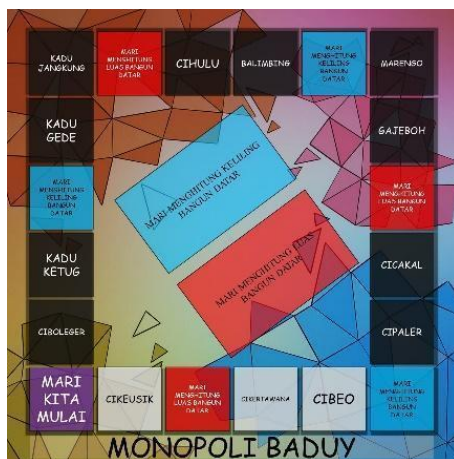 KADU
JANGKUNG
MARI
MENGHITUNG
LUAS BANGUN
DATAR
CIHULU
BALIMBING
MARI
MENGHITUNG
KELILING
BANGUN
DATAR
MARENGO
KADU
GEDE
GAJEBOH
MARI
MENGHITUNG
KELILING
BANGUN
DATAR
MARI-MENGHITUNG KELILING
BANGUN DATAR
MARI
MENGHITUNG
LUAS BANGUN
DATAR
KADU
KETUG
MARI MENGHITUNG LUAS
BANGUN DATAR
CICAKAL
CIBOLEGER
CIPALER
MARI
KITA
MULAI
CIKEUSIK
MARI
MENGHITUNG
LUAS BANGUN
DATAR
CIKERTAWANA
CIBEO
MARI
MENGHITUNG
KELILING
BANGUN
DATAR
MONOPOLI BADUY